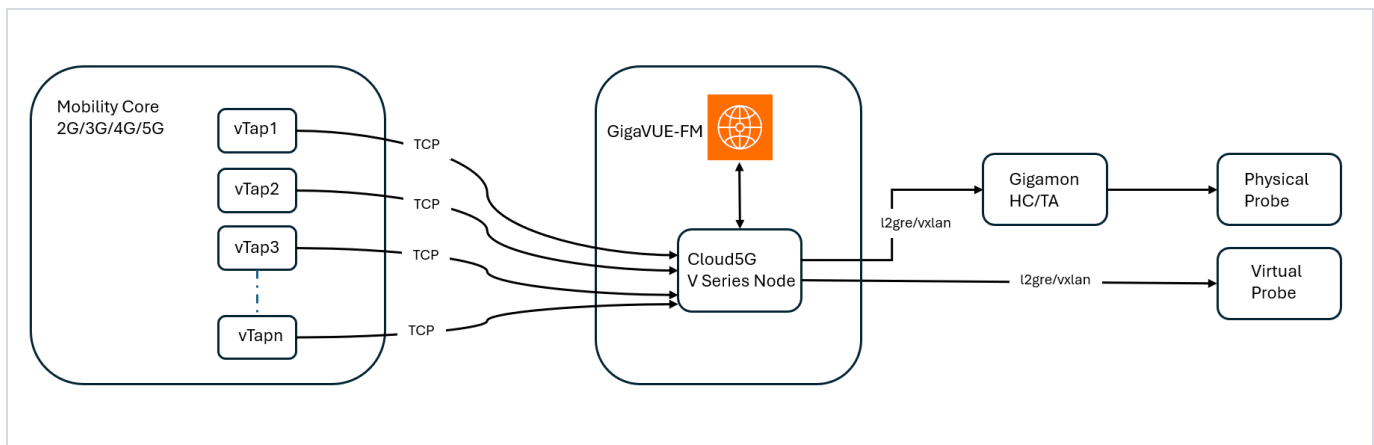 Mobility Core
2G/3G/4G/5G
vTap1
vTap2
vTap3
vTapn
TCP
TCP
TCP
TCP
GigaVUE-FM
Cloud5G
V Series Node
l2gre/vxlan
l2gre/vxlan
Gigamon
HC/TA
Physical
Probe
Virtual
Probe